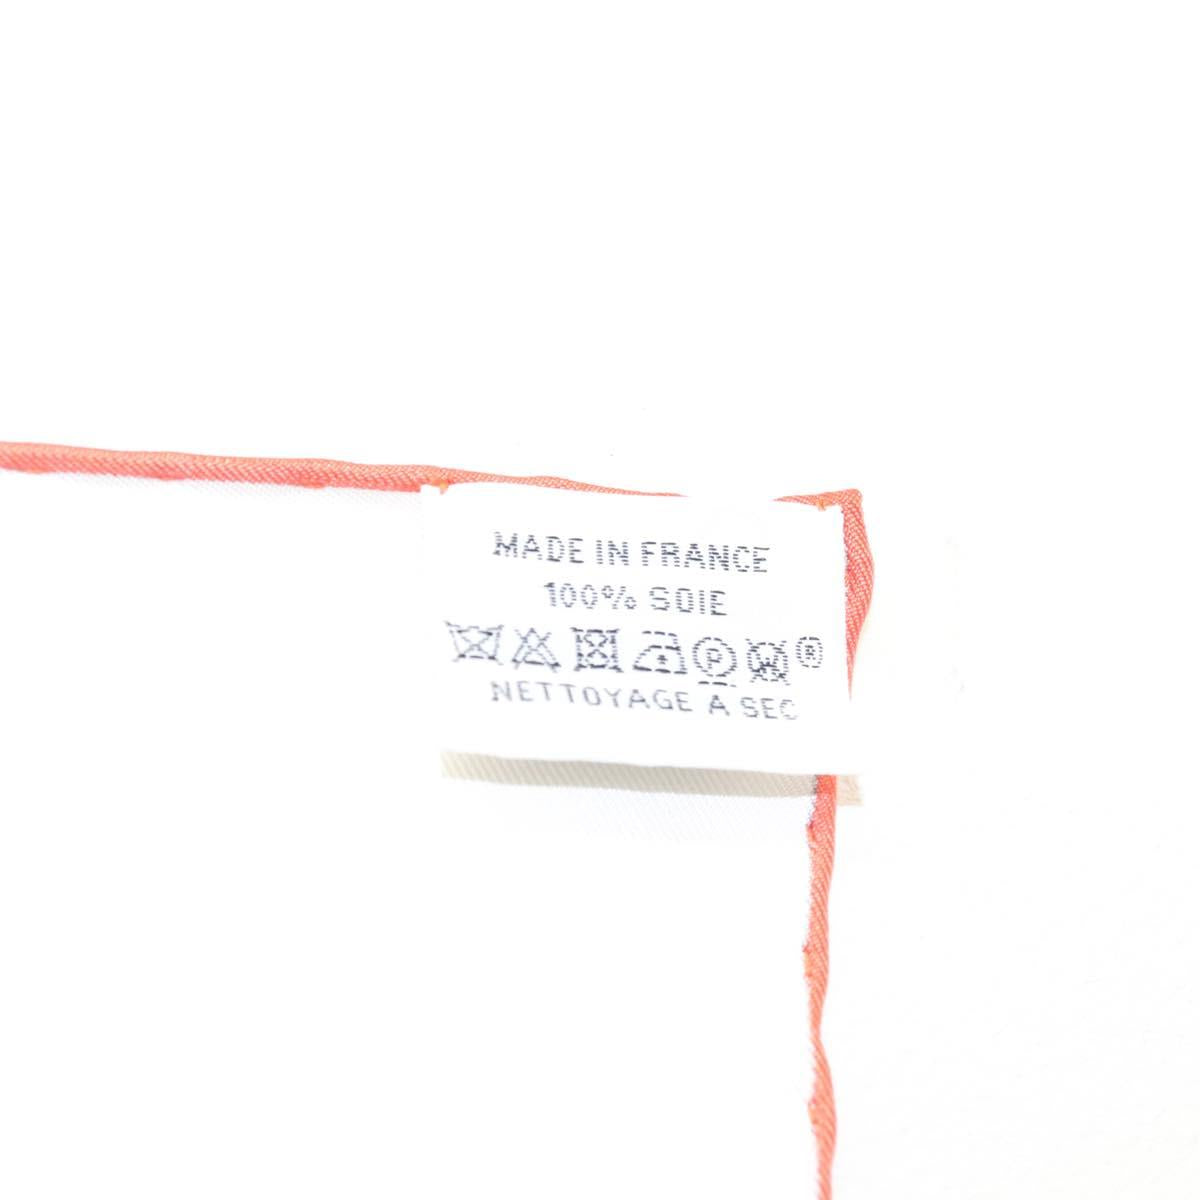 MADE IN FRANCE
100% SOIE
P W ®
NETTOYAGE A SEC